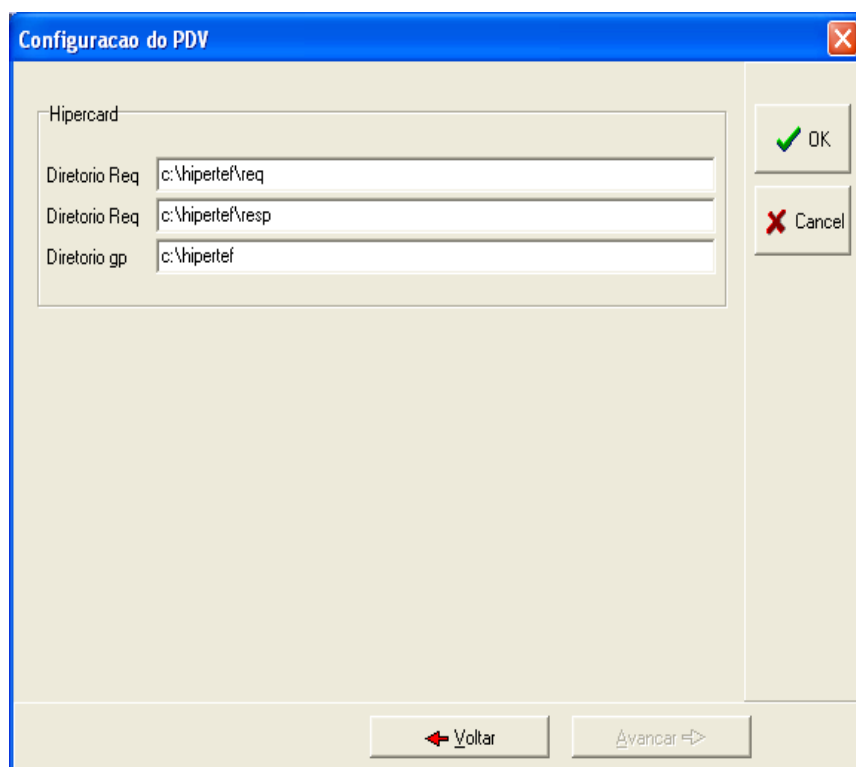 Configuracao do PDV
Hipercard
OK
Diretorio Req c:\hipertef\req
Diretorio Req c:\hipertef\resp
Cancel
Diretorio gp c:\hipertef
Voltar
Avancar